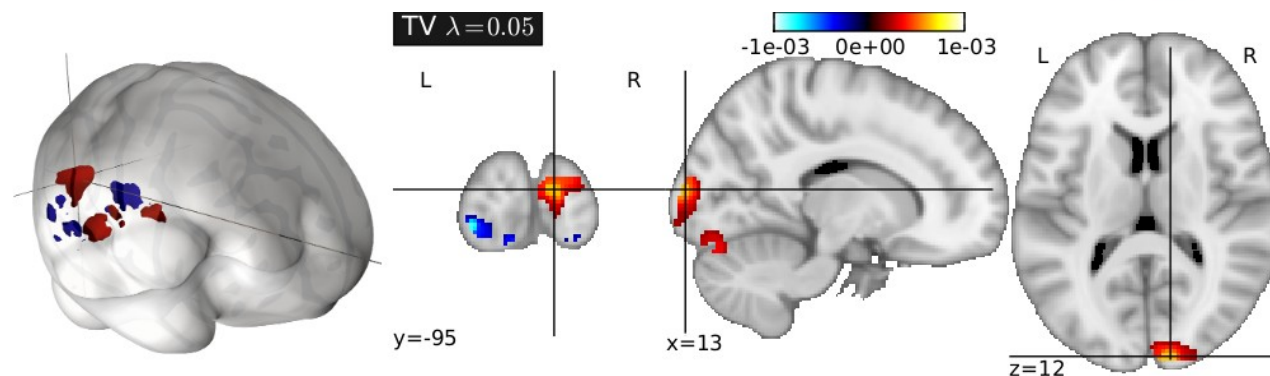 TV λ=0.05
-1e-03 0e+00 1e-03
L R
L R
y=-95
x=13
z=12